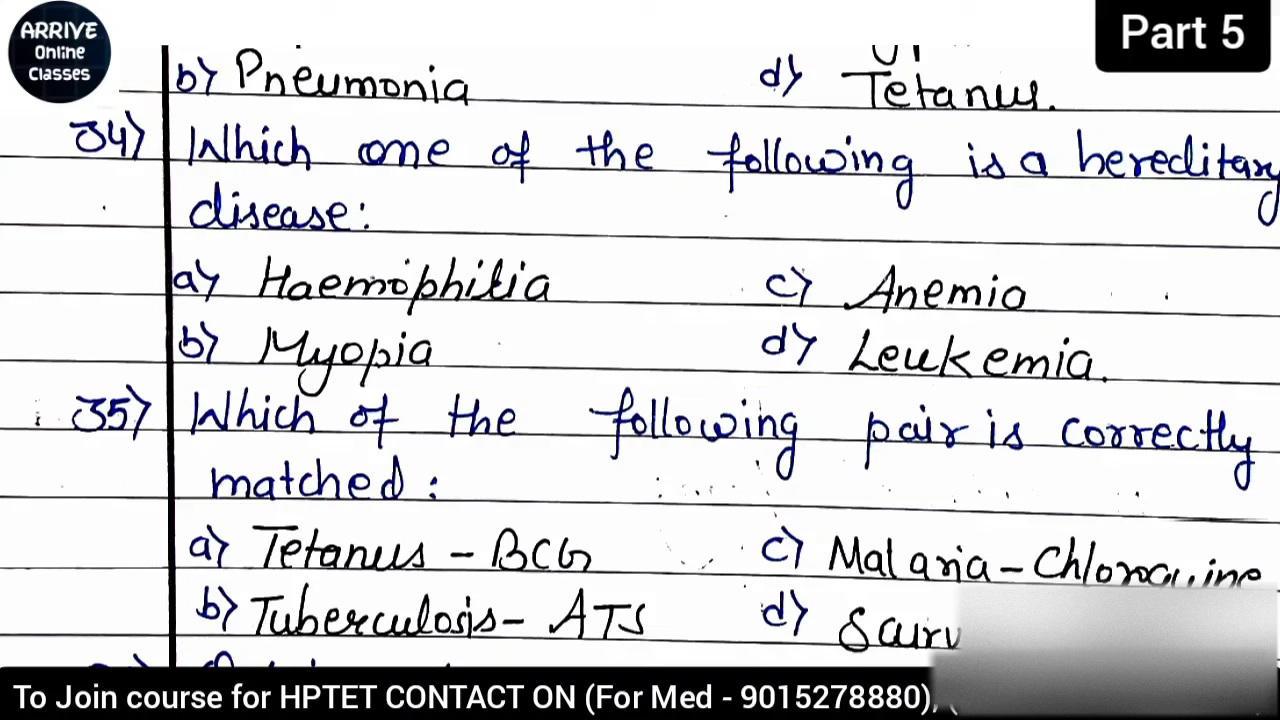 ARRIVE
Online
Classes
Part 5
b) Pneumonia d) Tetanus.
34) Which one of the following is a hereditary
disease:
a) Haemophilia c) Anemia
b) Myopia d) Leukemia.
35) Which of the following pair is correctly
matched:
a) Tetanus - BCG c) Malaria - Chloroquine
b) Tuberculosis - ATS d)
To Join course for HPTET CONTACT ON (For Med - 9015278880), (